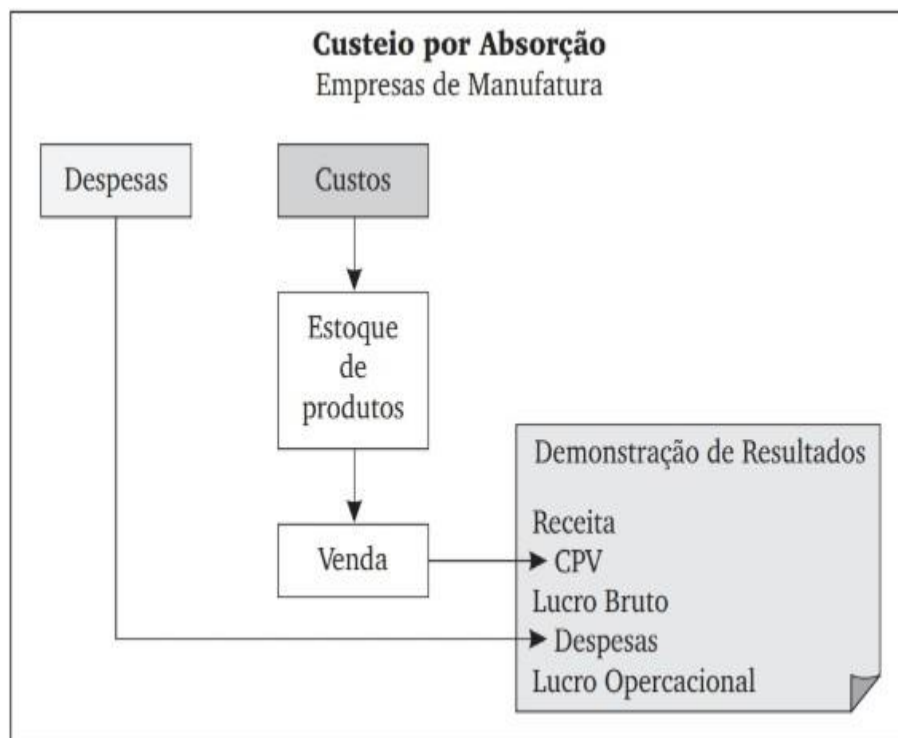 Custeio por Absorção
Empresas de Manufatura
Despesas
Custos
Estoque
de
produtos
Venda
Demonstração de Resultados
Receita
CPV
Lucro Bruto
Despesas
Lucro Opercacional